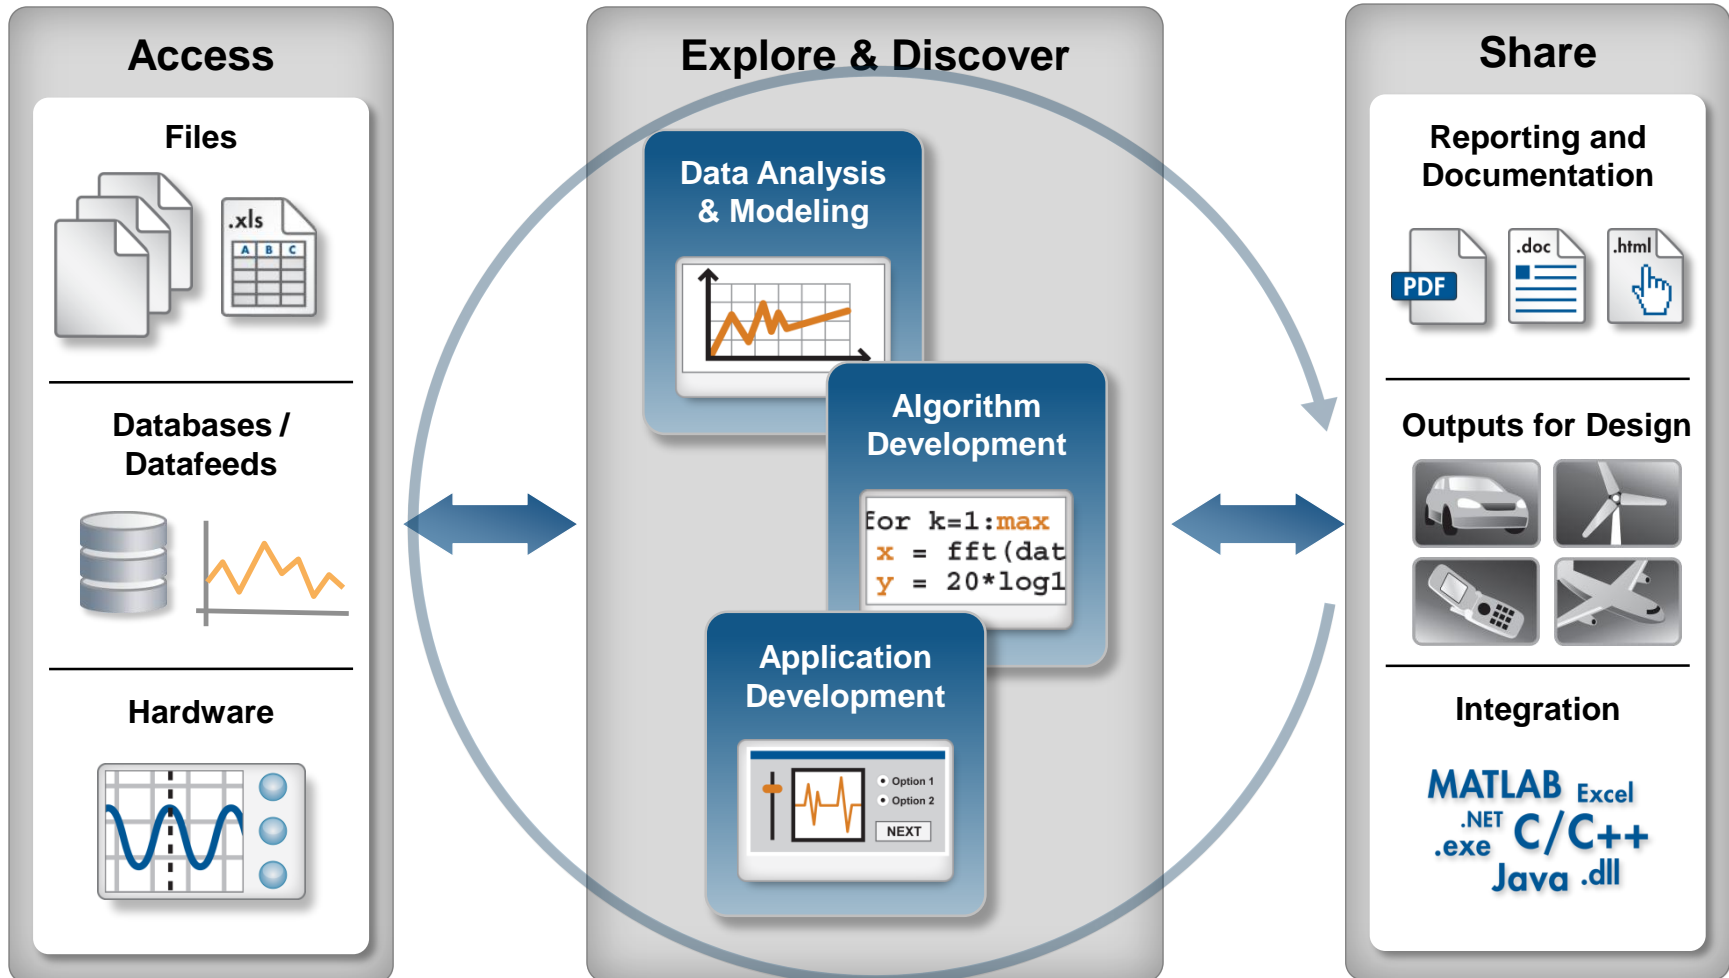 Access
Files
.xls
A B C
Databases /
Datafeeds
Hardware
Explore & Discover
Data Analysis
& Modeling
Algorithm
Development
for k=1:max
x = fft(dat
y = 20*log1
Application
Development
Option 1
Option 2
NEXT
Share
Reporting and
Documentation
PDF
.doc
.html
Outputs for Design
Integration
MATLAB Excel
.NET C/C++
.exe
Java .dll